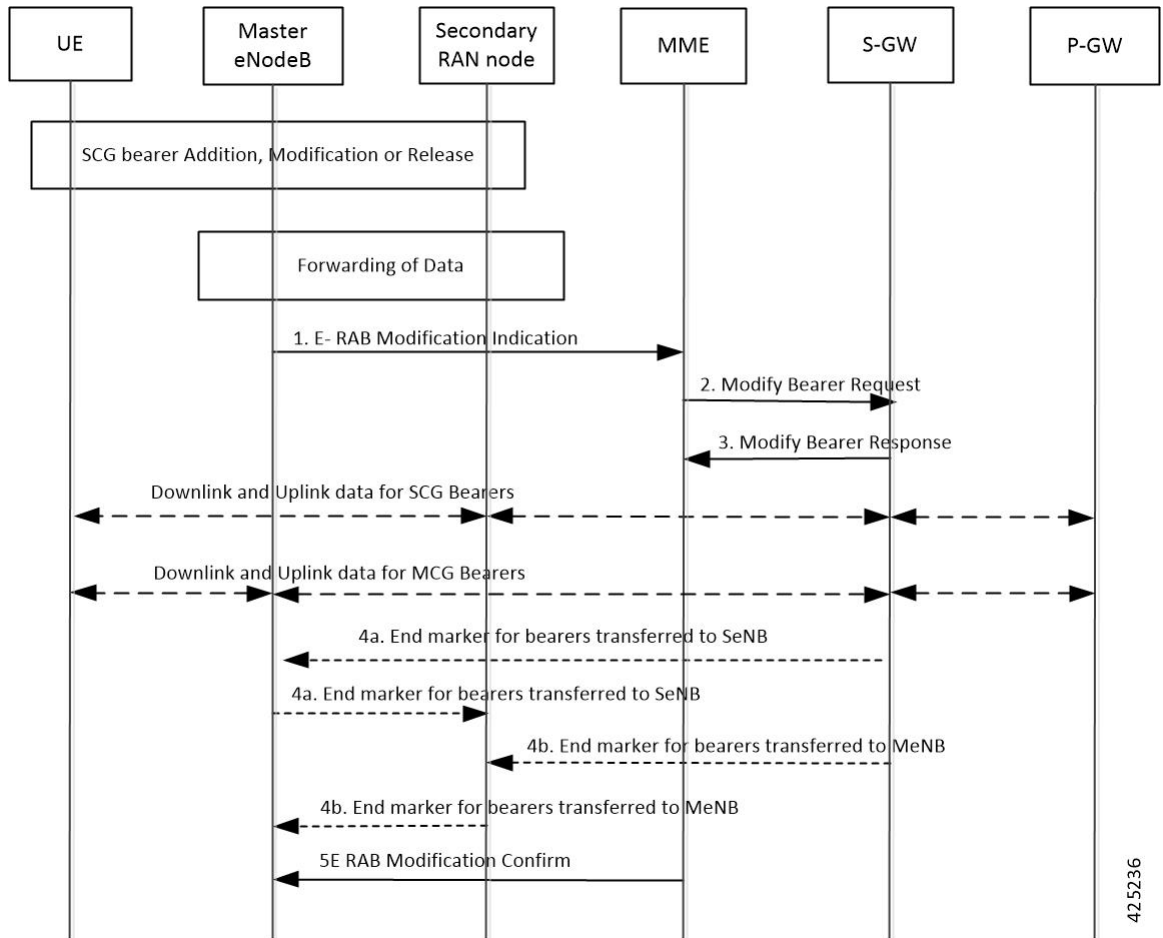 UE
Master
eNodeB
Secondary
RAN node
MME
S-GW
P-GW
SCG bearer Addition, Modification or Release
Forwarding of Data
1. E- RAB Modification Indication
2. Modify Bearer Request
3. Modify Bearer Response
Downlink and Uplink data for SCG Bearers
Downlink and Uplink data for MCG Bearers
4a. End marker for bearers transferred to SeNB
4a. End marker for bearers transferred to SeNB
4b. End marker for bearers transferred to MeNB
4b. End marker for bearers transferred to MeNB
5E RAB Modification Confirm
425236